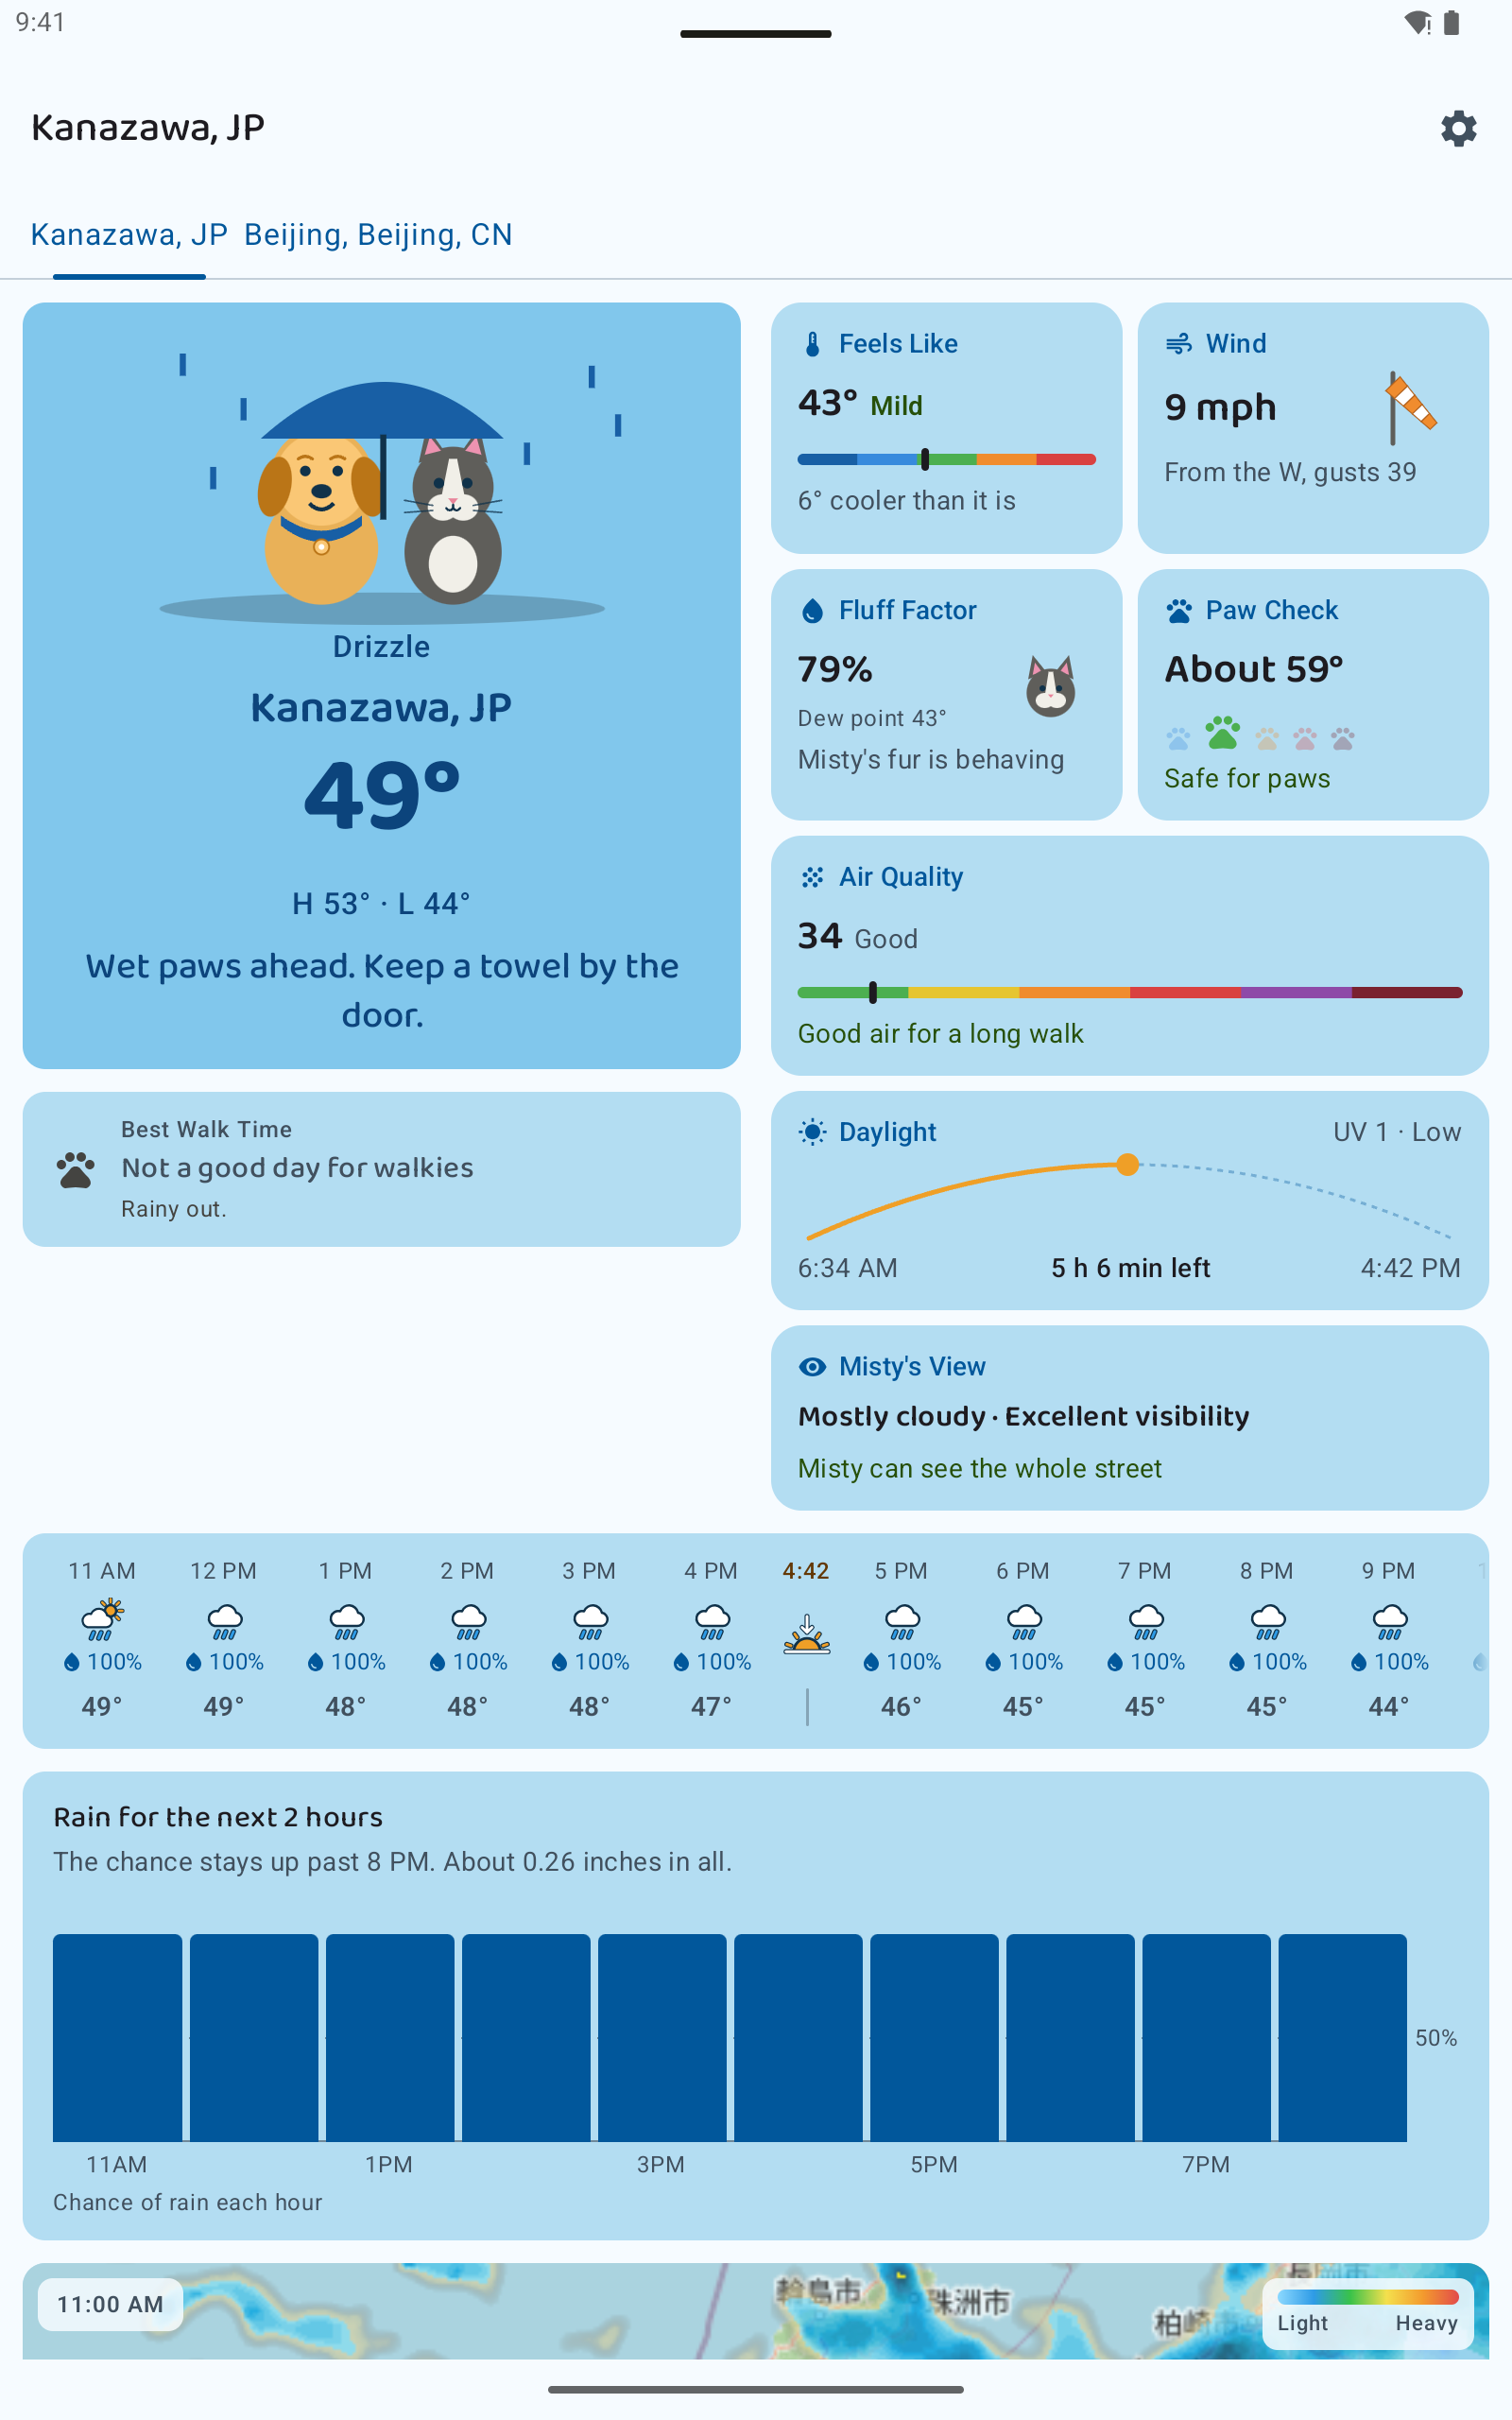 9:41
Kanazawa, JP
Kanazawa, JP Beijing, Beijing, CN
Drizzle
Kanazawa, JP
49°
H 53° · L 44°
Wet paws ahead. Keep a towel by the
door.
Best Walk Time
Not a good day for walkies
Rainy out.
Feels Like
43° Mild
6° cooler than it is
Wind
9 mph
From the W, gusts 39
Fluff Factor
79%
Dew point 43°
Misty's fur is behaving
Paw Check
About 59°
Safe for paws
Air Quality
34 Good
Good air for a long walk
Daylight
UV 1 · Low
6:34 AM
5 h 6 min left
4:42 PM
Misty's View
Mostly cloudy · Excellent visibility
Misty can see the whole street
11 AM 12 PM 1 PM 2 PM 3 PM 4 PM 4:42 5 PM 6 PM 7 PM 8 PM 9 PM
100% 100% 100% 100% 100% 100% 100% 100% 100% 100% 100%
49° 49° 48° 48° 48° 47° 46° 45° 45° 45° 44°
Rain for the next 2 hours
The chance stays up past 8 PM. About 0.26 inches in all.
50%
11AM 1PM 3PM 5PM 7PM
Chance of rain each hour
11:00 AM
輪島市
珠洲市
柏崎市
Light Heavy